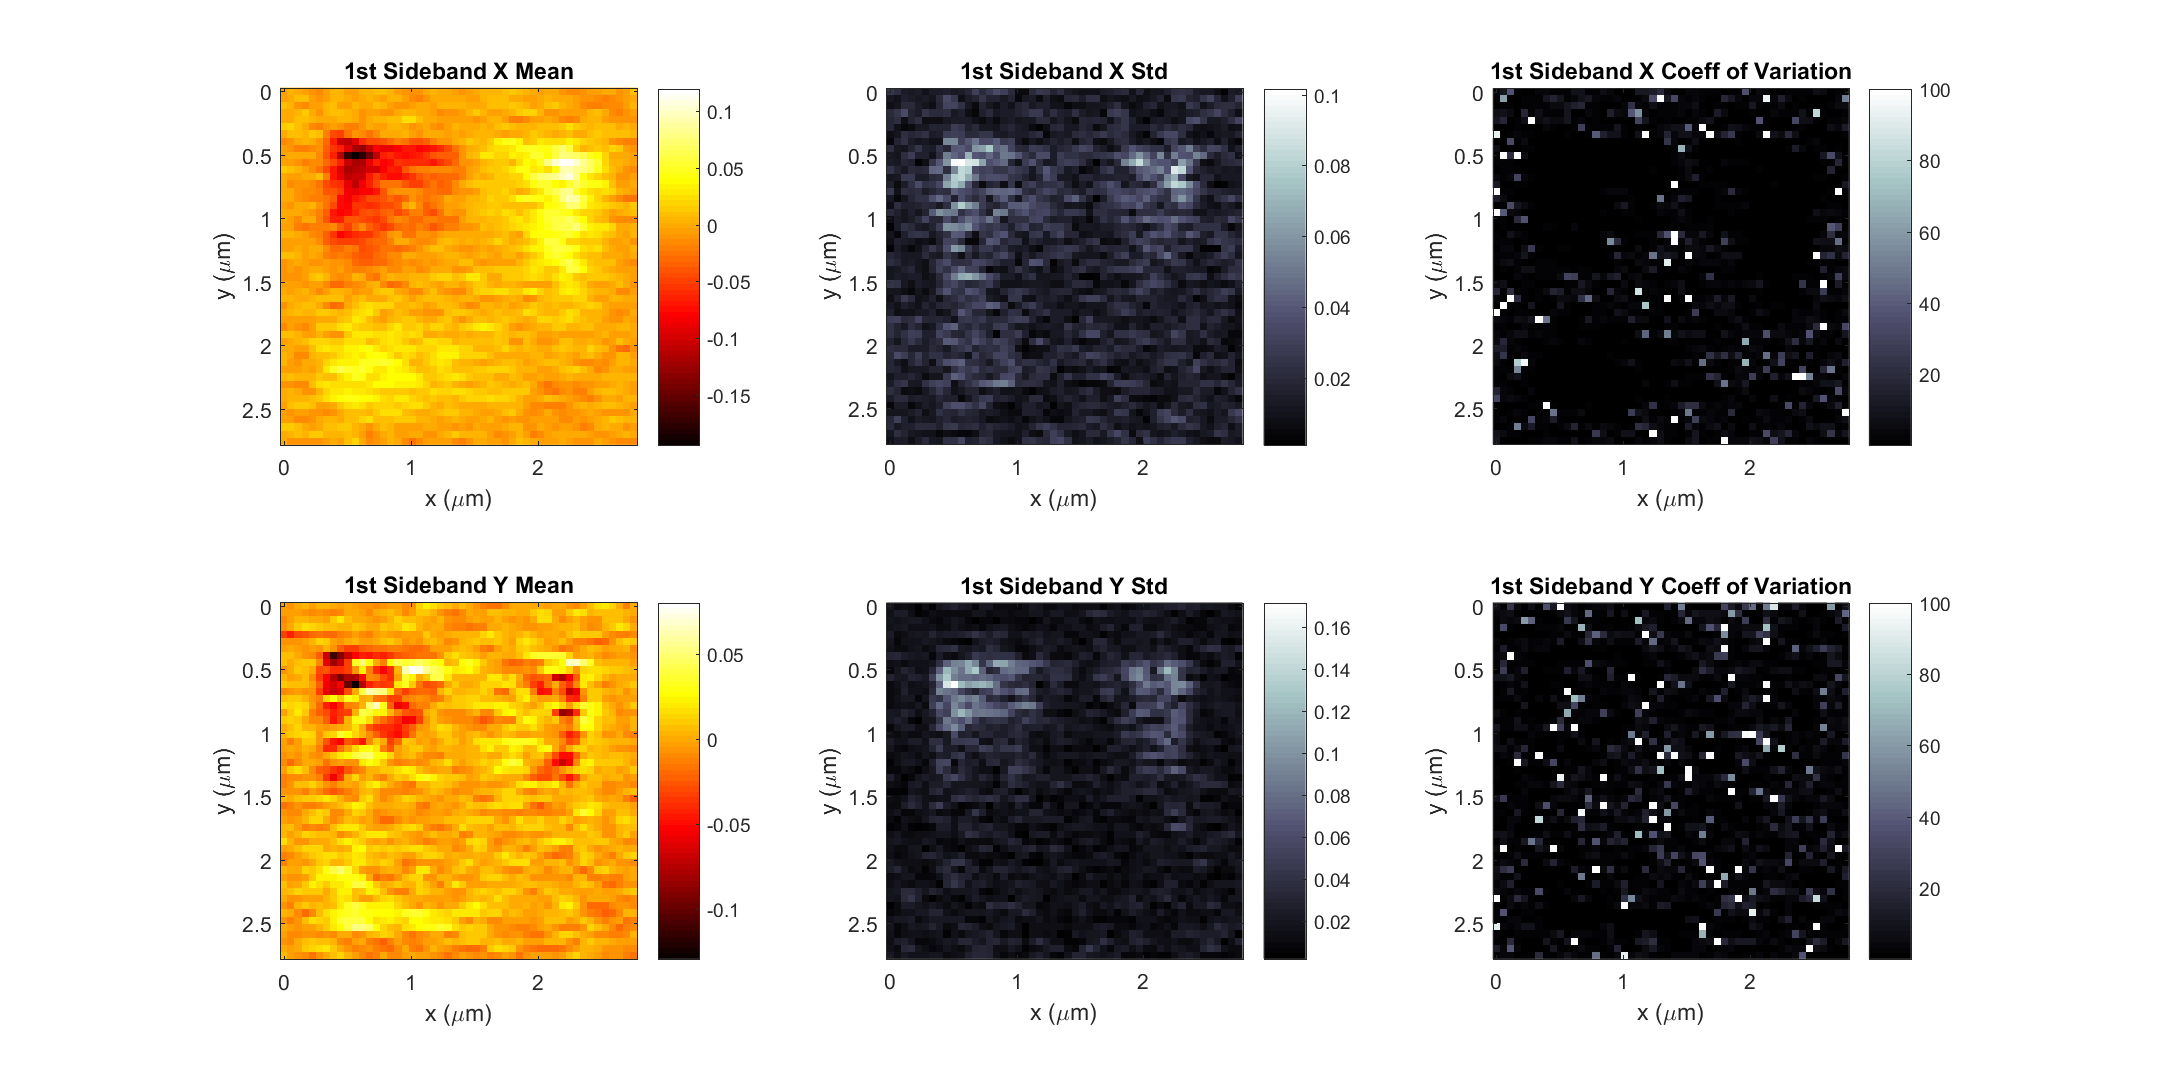 1st Sideband X Mean
0
0.5
1
1.5
2
2.5
y (μm)
0 1 2
x (μm)
0.1
0.05
0
-0.05
-0.1
-0.15
1st Sideband X Std
0
0.5
1
1.5
2
2.5
y (μm)
0 1 2
x (μm)
0.1
0.08
0.06
0.04
0.02
1st Sideband X Coeff of Variation
0
0.5
1
1.5
2
2.5
y (μm)
0 1 2
x (μm)
100
80
60
40
20
1st Sideband Y Mean
0
0.5
1
1.5
2
2.5
y (μm)
0 1 2
x (μm)
0.05
0
-0.05
-0.1
1st Sideband Y Std
0
0.5
1
1.5
2
2.5
y (μm)
0 1 2
x (μm)
0.16
0.14
0.12
0.1
0.08
0.06
0.04
0.02
1st Sideband Y Coeff of Variation
0
0.5
1
1.5
2
2.5
y (μm)
0 1 2
x (μm)
100
80
60
40
20